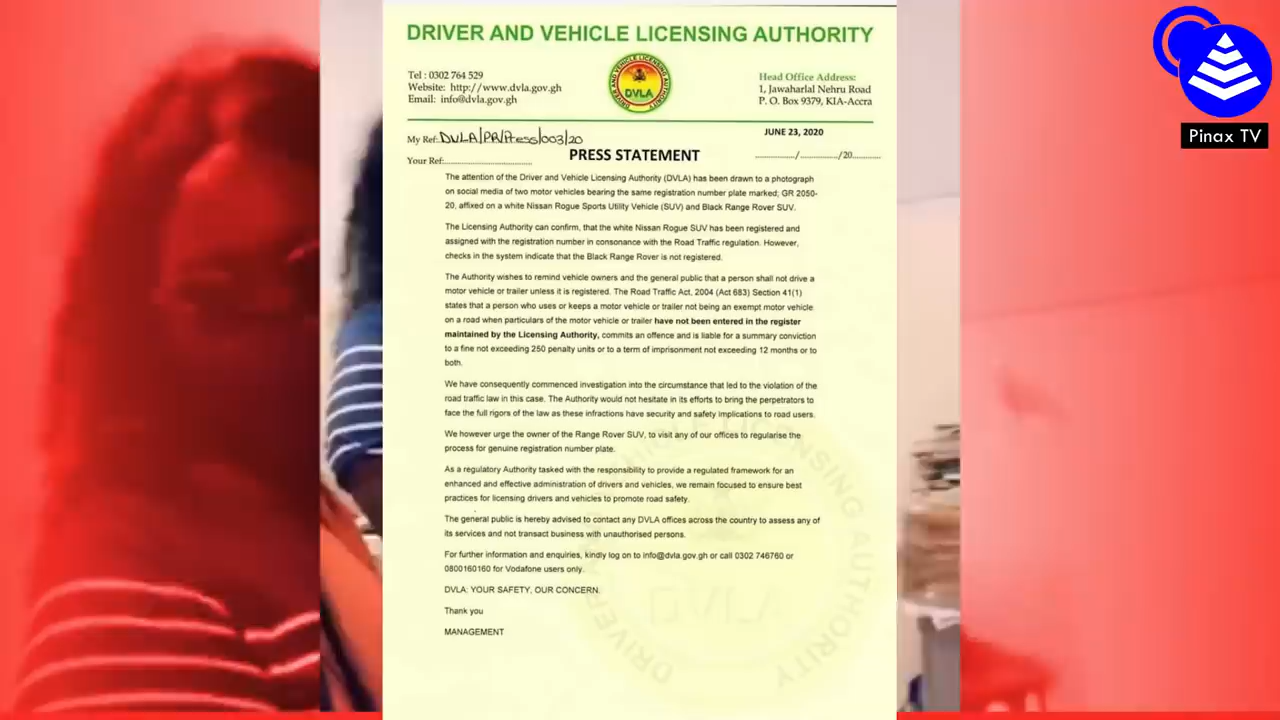 DRIVER AND VEHICLE LICENSING AUTHORITY
Tel : 0302 764 529
Website: http://www.dvla.gov.gh
Email: info@dvla.gov.gh
DRIVER AND VEHICLE LICENSING AUTHORITY
DVLA
Head Office Address:
1, Jawaharlal Nehru Road
P. O. Box 9379, KIA-Accra
Pinax TV
My Ref: DVLA/PR/Press/003/20
JUNE 23, 2020
Your Ref:..............................
PRESS STATEMENT
............./............./20.........
The attention of the Driver and Vehicle Licensing Authority (DVLA) has been drawn to a photograph
on social media of two motor vehicles bearing the same registration number plate marked; GR 2050-
20, affixed on a white Nissan Rogue Sports Utility Vehicle (SUV) and Black Range Rover SUV.
The Licensing Authority can confirm, that the white Nissan Rogue SUV has been registered and
assigned with the registration number in consonance with the Road Traffic regulation. However,
checks in the system indicate that the Black Range Rover is not registered.
The Authority wishes to remind vehicle owners and the general public that a person shall not drive a
motor vehicle or trailer unless it is registered. The Road Traffic Act, 2004 (Act 683) Section 41(1)
states that a person who uses or keeps a motor vehicle or trailer not being an exempt motor vehicle
on a road when particulars of the motor vehicle or trailer have not been entered in the register
maintained by the Licensing Authority, commits an offence and is liable for a summary conviction
to a fine not exceeding 250 penalty units or to a term of imprisonment not exceeding 12 months or to
both.
We have consequently commenced investigation into the circumstance that led to the violation of the
road traffic law in this case. The Authority would not hesitate in its efforts to bring the perpetrators to
face the full rigors of the law as these infractions have security and safety implications to road users.
We however urge the owner of the Range Rover SUV, to visit any of our offices to regularise the
process for genuine registration number plate.
As a regulatory Authority tasked with the responsibility to provide a regulated framework for an
enhanced and effective administration of drivers and vehicles, we remain focused to ensure best
practices for licensing drivers and vehicles to promote road safety.
The general public is hereby advised to contact any DVLA offices across the country to assess any of
its services and not transact business with unauthorised persons.
For further information and enquiries, kindly log on to info@dvla.gov.gh or call 0302 746760 or
0800160160 for Vodafone users only.
DVLA: YOUR SAFETY, OUR CONCERN.
Thank you
MANAGEMENT